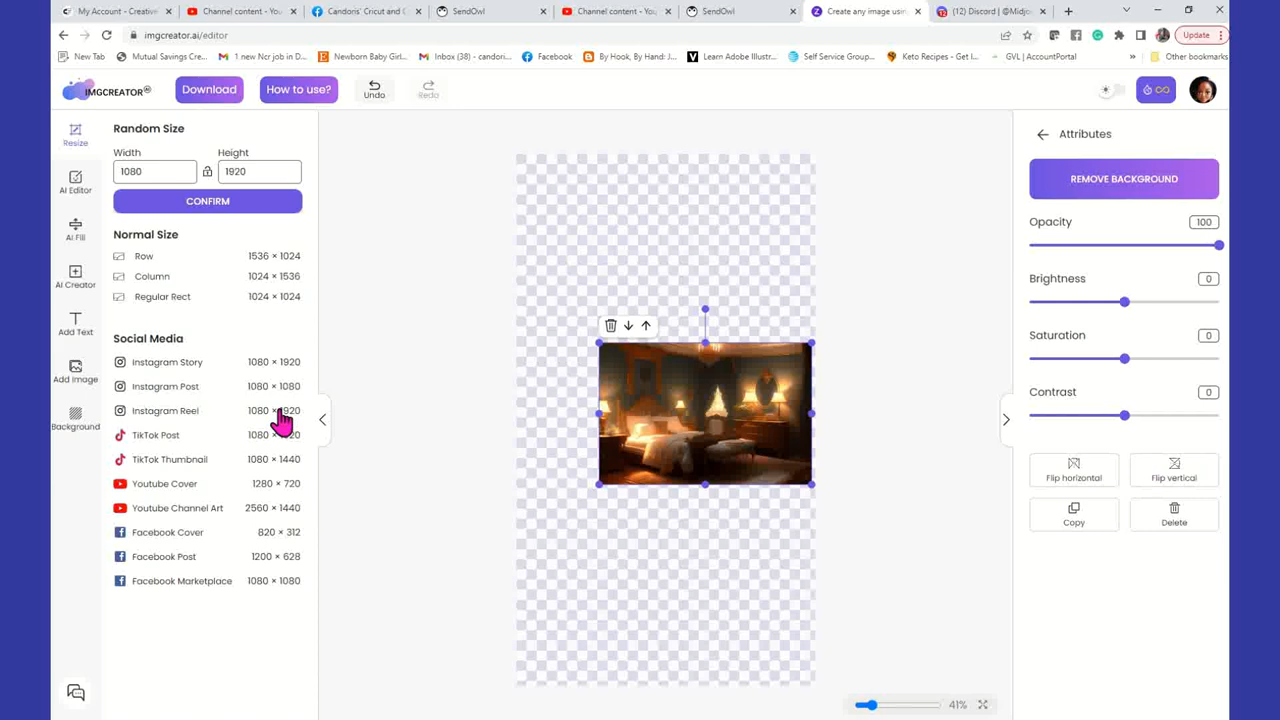 My Account - Creative
Channel content - You
Candoris' Cricut and C
SendOwl
Channel content - You
SendOwl
Create any image using
(12) Discord | @Midjo
imgcreator.ai/editor
Update
New Tab
Mutual Savings Cre...
1 new Ncr job in D...
Newborn Baby Girl...
Inbox (38) - candori...
Facebook
By Hook, By Hand: J...
Learn Adobe Illustr...
Self Service Group...
Keto Recipes - Get I...
GVL | AccountPortal
»
Other bookmarks
IMGCREATOR AI
Download
How to use?
Undo
Redo
Resize
AI Editor
AI Fill
AI Creator
Add Text
Add Image
Background
Random Size
Width
Height
1080
1920
CONFIRM
Normal Size
Row 1536 × 1024
Column 1024 × 1536
Regular Rect 1024 × 1024
Social Media
Instagram Story 1080 × 1920
Instagram Post 1080 × 1080
Instagram Reel 1080 × 1920
TikTok Post 1080
TikTok Thumbnail 1080 × 1440
Youtube Cover 1280 × 720
Youtube Channel Art 2560 × 1440
Facebook Cover 820 × 312
Facebook Post 1200 × 628
Facebook Marketplace 1080 × 1080
Attributes
REMOVE BACKGROUND
Opacity 100
Brightness 0
Saturation 0
Contrast 0
Flip horizontal
Flip vertical
Copy
Delete
41%